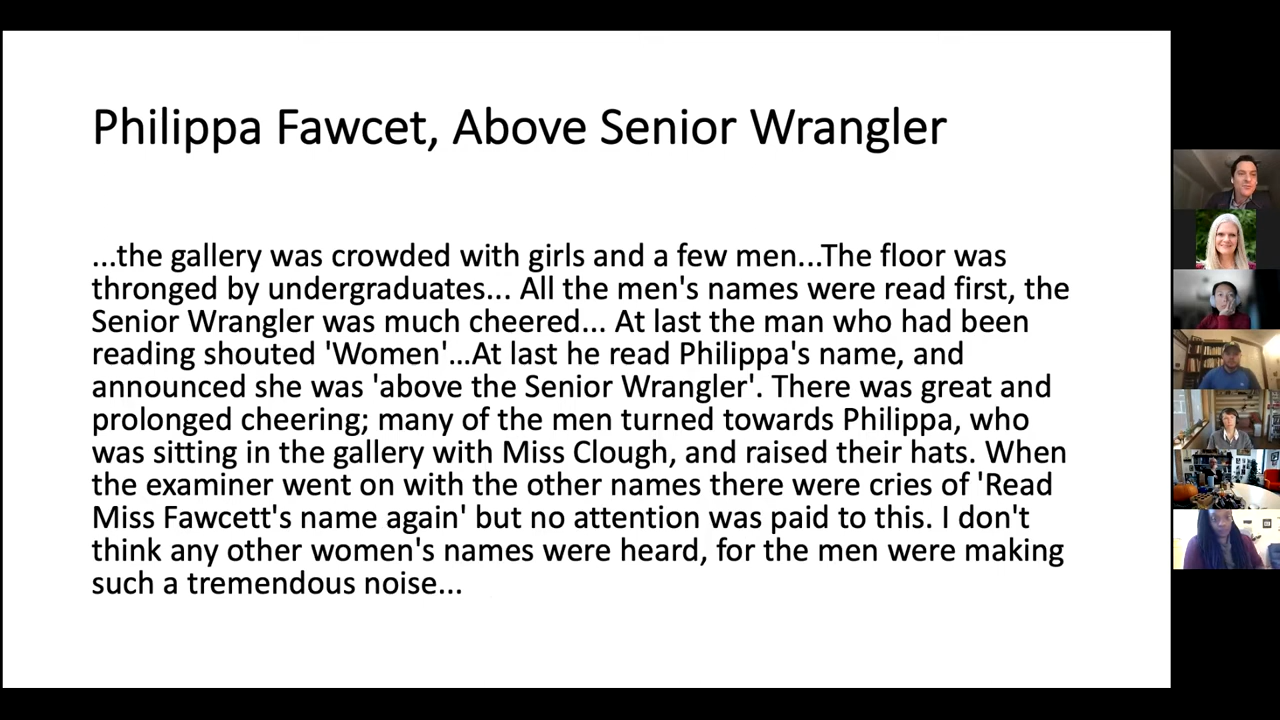 Philippa Fawcet, Above Senior Wrangler
...the gallery was crowded with girls and a few men...The floor was
thronged by undergraduates... All the men's names were read first, the
Senior Wrangler was much cheered... At last the man who had been
reading shouted 'Women'...At last he read Philippa's name, and
announced she was 'above the Senior Wrangler'. There was great and
prolonged cheering; many of the men turned towards Philippa, who
was sitting in the gallery with Miss Clough, and raised their hats. When
the examiner went on with the other names there were cries of 'Read
Miss Fawcett's name again' but no attention was paid to this. I don't
think any other women's names were heard, for the men were making
such a tremendous noise...